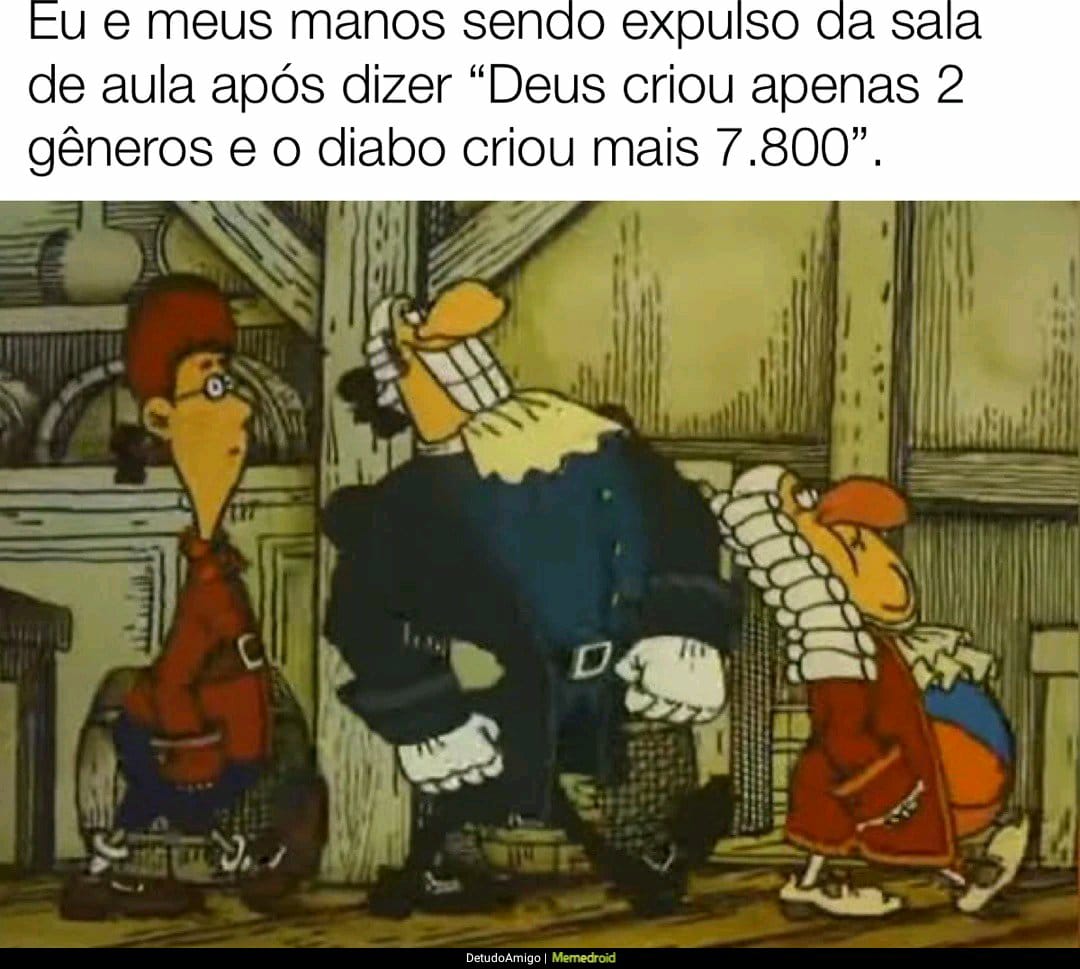 Eu e meus manos sendo expulso da sala
de aula após dizer “Deus criou apenas 2
gêneros e o diabo criou mais 7.800”.
DetudoAmigo | Memedroid